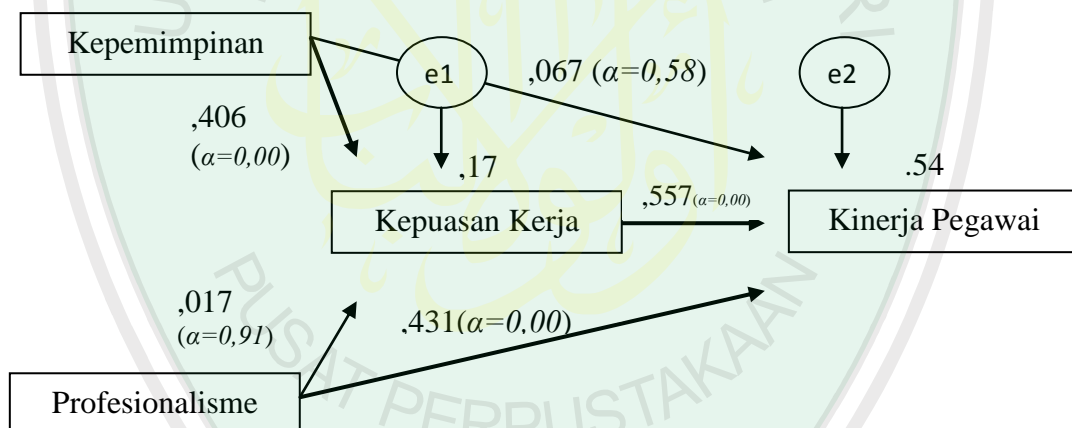 Kepemimpinan
e1
,067 (α=0,58)
e2
,406
(α=0,00)
,17
.54
Kepuasan Kerja
,557(α=0,00)
Kinerja Pegawai
,017
(α=0,91)
,431(α=0,00)
Profesionalisme
PUSAT PERPUSTAKAAN